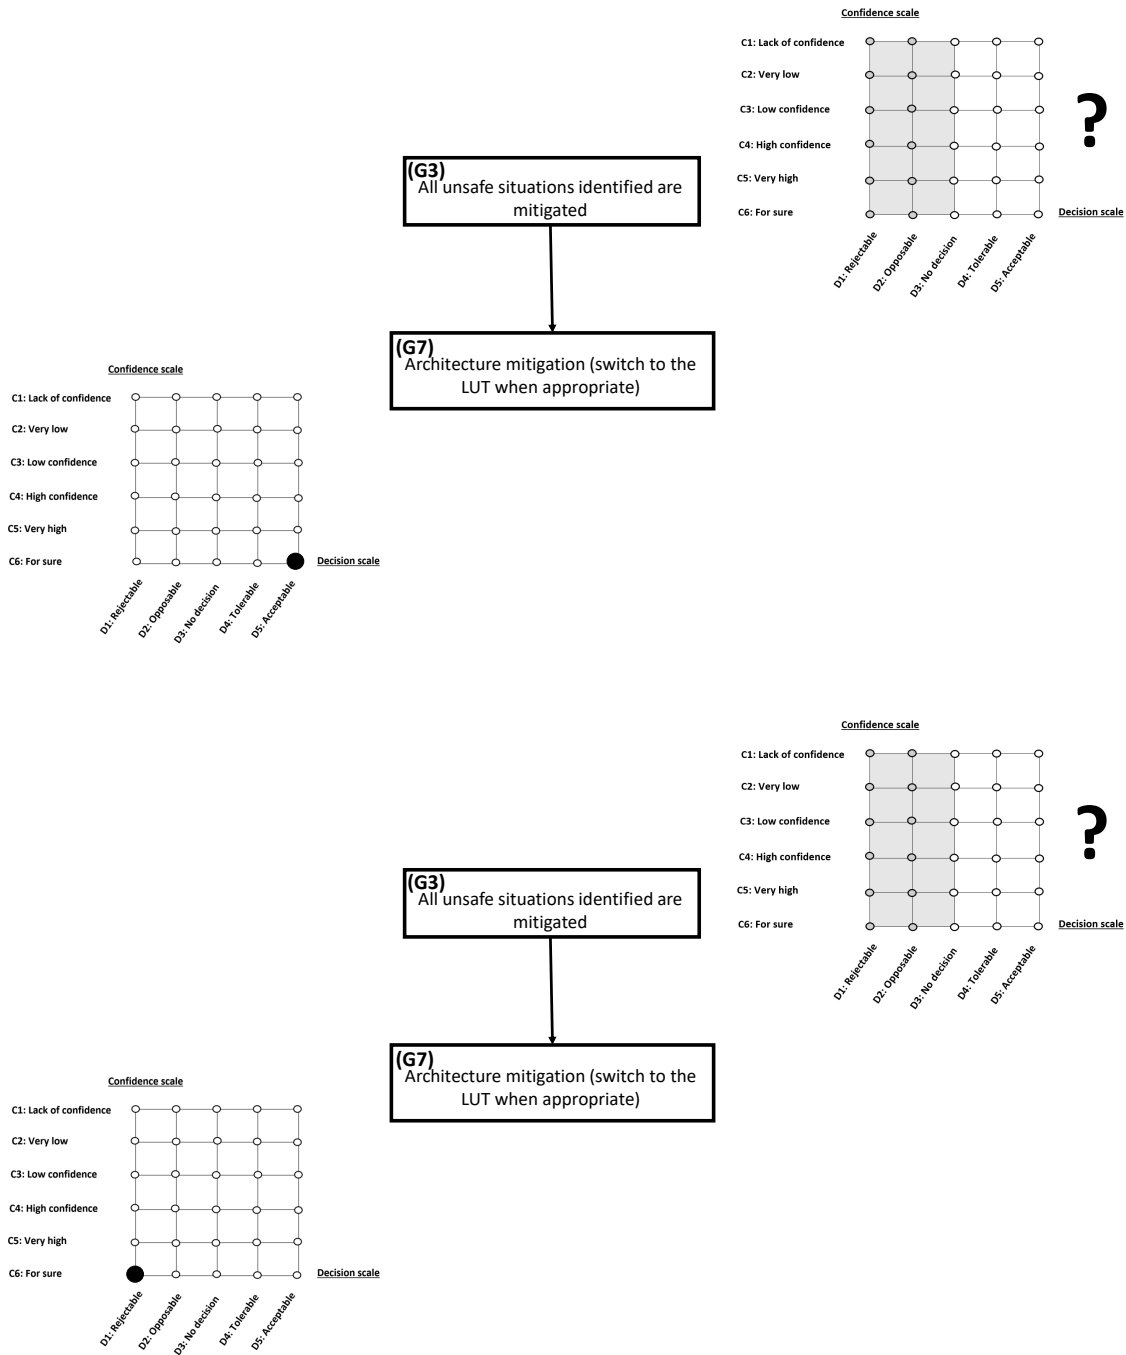 Confidence scale
C1: Lack of confidence
C2: Very low
C3: Low confidence
C4: High confidence
C5: Very high
C6: For sure
Decision scale
D1: Rejectable
D2: Opposable
D3: No decision
D4: Tolerable
D5: Acceptable
?
(G3)
All unsafe situations identified are
mitigated
(G7)
Architecture mitigation (switch to the
LUT when appropriate)
Confidence scale
C1: Lack of confidence
C2: Very low
C3: Low confidence
C4: High confidence
C5: Very high
C6: For sure
Decision scale
D1: Rejectable
D2: Opposable
D3: No decision
D4: Tolerable
D5: Acceptable
Confidence scale
C1: Lack of confidence
C2: Very low
C3: Low confidence
C4: High confidence
C5: Very high
C6: For sure
Decision scale
D1: Rejectable
D2: Opposable
D3: No decision
D4: Tolerable
D5: Acceptable
?
(G3)
All unsafe situations identified are
mitigated
(G7)
Architecture mitigation (switch to the
LUT when appropriate)
Confidence scale
C1: Lack of confidence
C2: Very low
C3: Low confidence
C4: High confidence
C5: Very high
C6: For sure
Decision scale
D1: Rejectable
D2: Opposable
D3: No decision
D4: Tolerable
D5: Acceptable